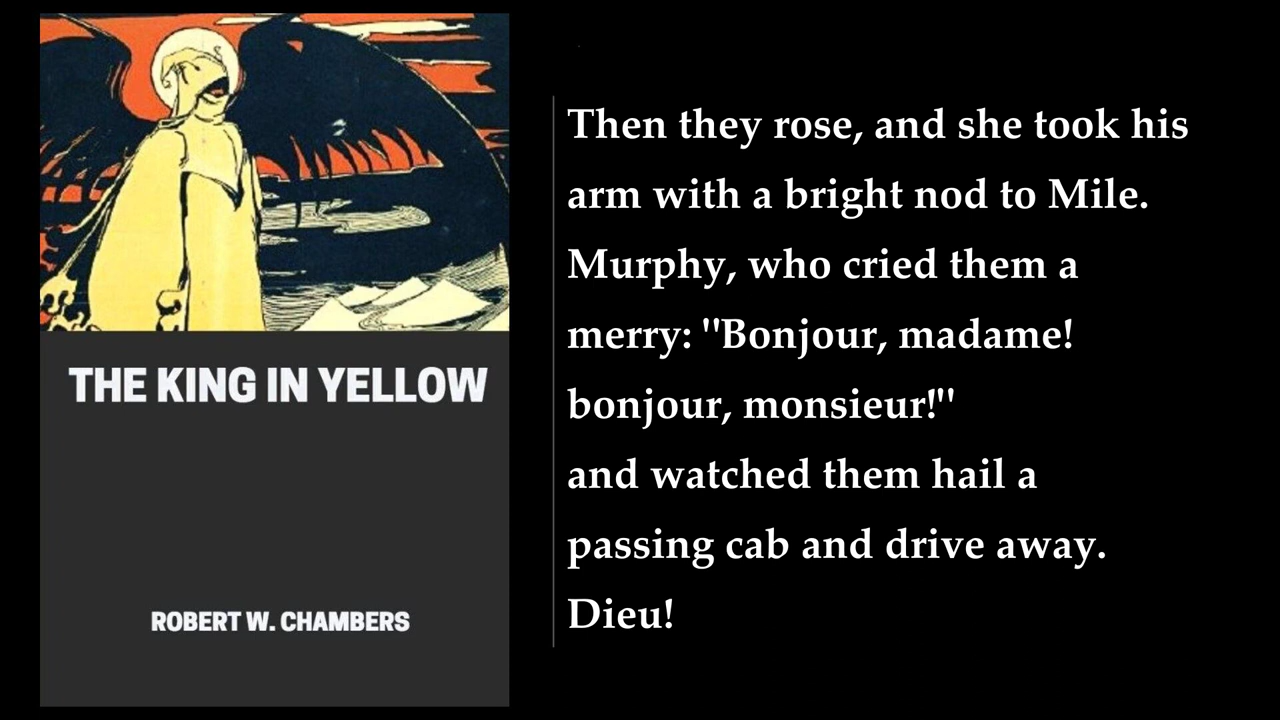 THE KING IN YELLOW
ROBERT W. CHAMBERS
Then they rose, and she took his
arm with a bright nod to Mile.
Murphy, who cried them a
merry: "Bonjour, madame!
bonjour, monsieur!"
and watched them hail a
passing cab and drive away.
Dieu!